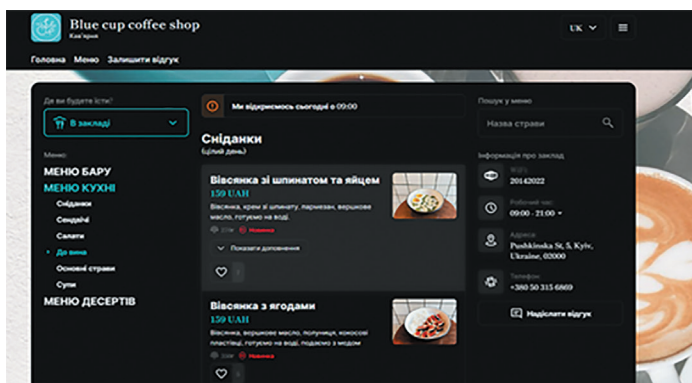 Blue cup coffee shop
Кав'ярня
UK
Головна Меню Залишити відгук
Де ви будете їсти?
В закладі
Меню:
МЕНЮ БАРУ
МЕНЮ КУХНІ
Сніданки
Сендвічі
Салати
До вина
Основні страви
Супи
МЕНЮ ДЕСЕРТІВ
Ми відкриємось сьогодні о 09:00
Сніданки
(цілий день)
Вівсянка зі шпинатом та яйцем
159 UAH
Вівсянка, крем зі шпинату, пармезан, вершкове
масло, готуємо на воді.
Новинка
Показати доповнення
Вівсянка з ягодами
159 UAH
Вівсянка, вершкове масло, полуниця, кокосові
пластівці, готуємо на воді, подаємо з медом
Новинка
Пошук у меню
Назва страви
Інформація про заклад
WiFi:
20142022
Робочий час:
09:00 - 21:00
Адреса:
Pushkinska St, 5, Kyiv,
Ukraine, 02000
Телефон:
+380 50 315 6869
Надіслати відгук